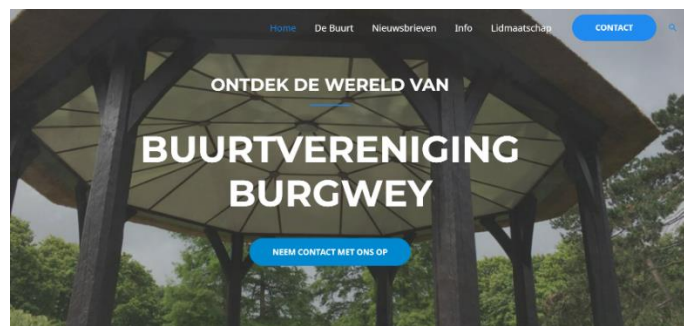 Home De Buurt Nieuwsbrieven Info Lidmaatschap CONTACT
ONTDEK DE WERELD VAN
BUURTVERENIGING
BURGWEY
NEEM CONTACT MET ONS OP